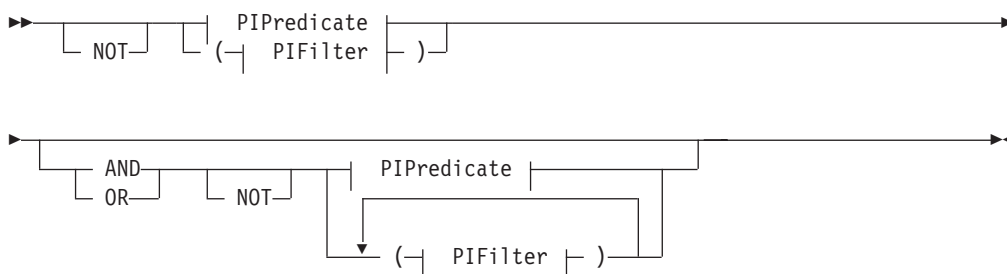 PIPredicate
NOT ( PIFilter )
AND PIPredicate
OR NOT
( PIFilter )